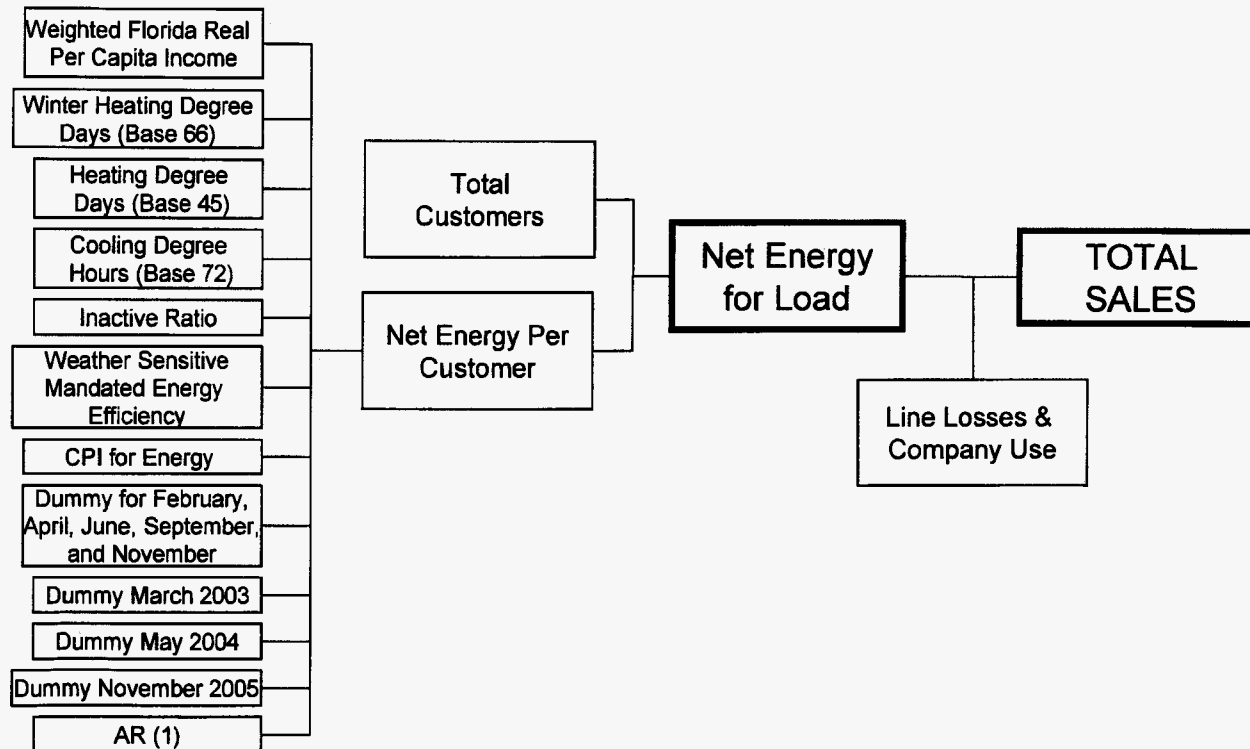 Weighted Florida Real
Per Capita Income
Winter Heating Degree
Days (Base 66)
Heating Degree
Days (Base 45)
Cooling Degree
Hours (Base 72)
Inactive Ratio
Weather Sensitive
Mandated Energy
Efficiency
CPI for Energy
Dummy for February,
April, June, September,
and November
Dummy March 2003
Dummy May 2004
Dummy November 2005
AR (1)
Total
Customers
Net Energy Per
Customer
Net Energy
for Load
TOTAL
SALES
Line Losses &
Company Use